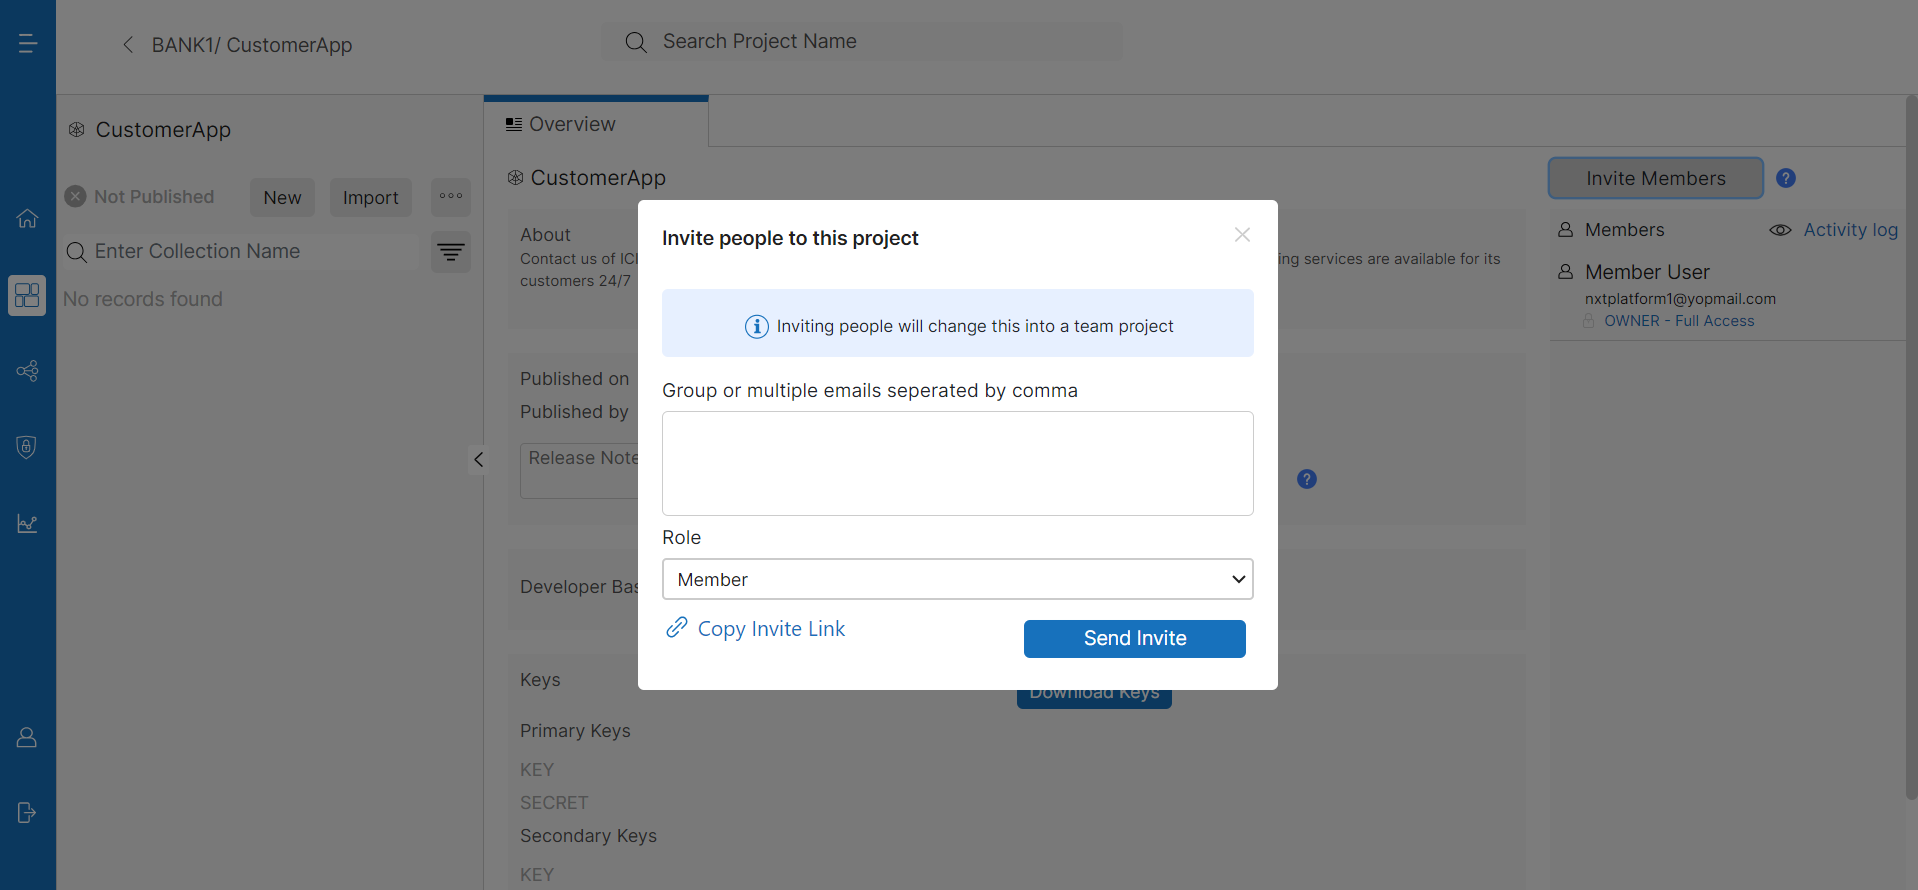 BANK1/ CustomerApp
Search Project Name
CustomerApp
Not Published
New
Import
Enter Collection Name
No records found
Overview
CustomerApp
Invite Members
About
Contact us of
ing services are available for its
customers 24/7
Published on
Published by
Release Note
Developer
Keys
Download Keys
Primary Keys
KEY
SECRET
Secondary Keys
KEY
Members
Activity log
Member User
nxtplatform1@yopmail.com
OWNER - Full Access
Invite people to this project
Inviting people will change this into a team project
Group or multiple emails seperated by comma
Role
Member
Copy Invite Link
Send Invite